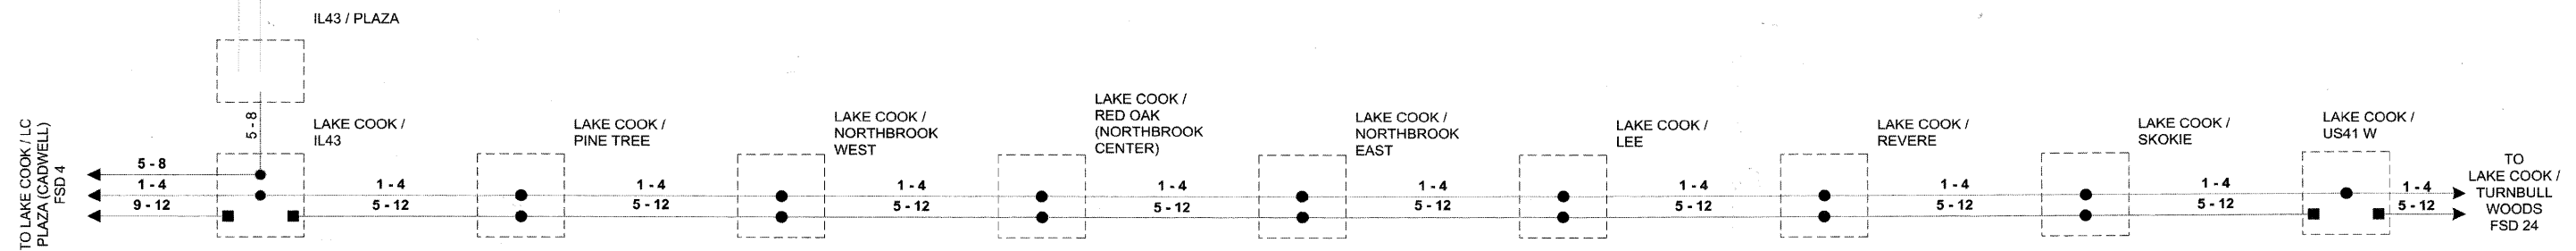 IL43 / PLAZA
TO LAKE COOK / LC
PLAZA (CADWELL)
FSD 4
5 - 8
LAKE COOK /
IL43
LAKE COOK /
PINE TREE
LAKE COOK /
NORTHBROOK
WEST
LAKE COOK /
RED OAK
(NORTHBROOK
CENTER)
LAKE COOK /
NORTHBROOK
EAST
LAKE COOK /
LEE
LAKE COOK /
REVERE
LAKE COOK /
SKOKIE
LAKE COOK /
US41 W
TO
LAKE COOK /
TURNBULL
WOODS
FSD 24
5 - 8
1 - 4
9 - 12
1 - 4
5 - 12
1 - 4
5 - 12
1 - 4
5 - 12
1 - 4
5 - 12
1 - 4
5 - 12
1 - 4
5 - 12
1 - 4
5 - 12
1 - 4
5 - 12
1 - 4
5 - 12